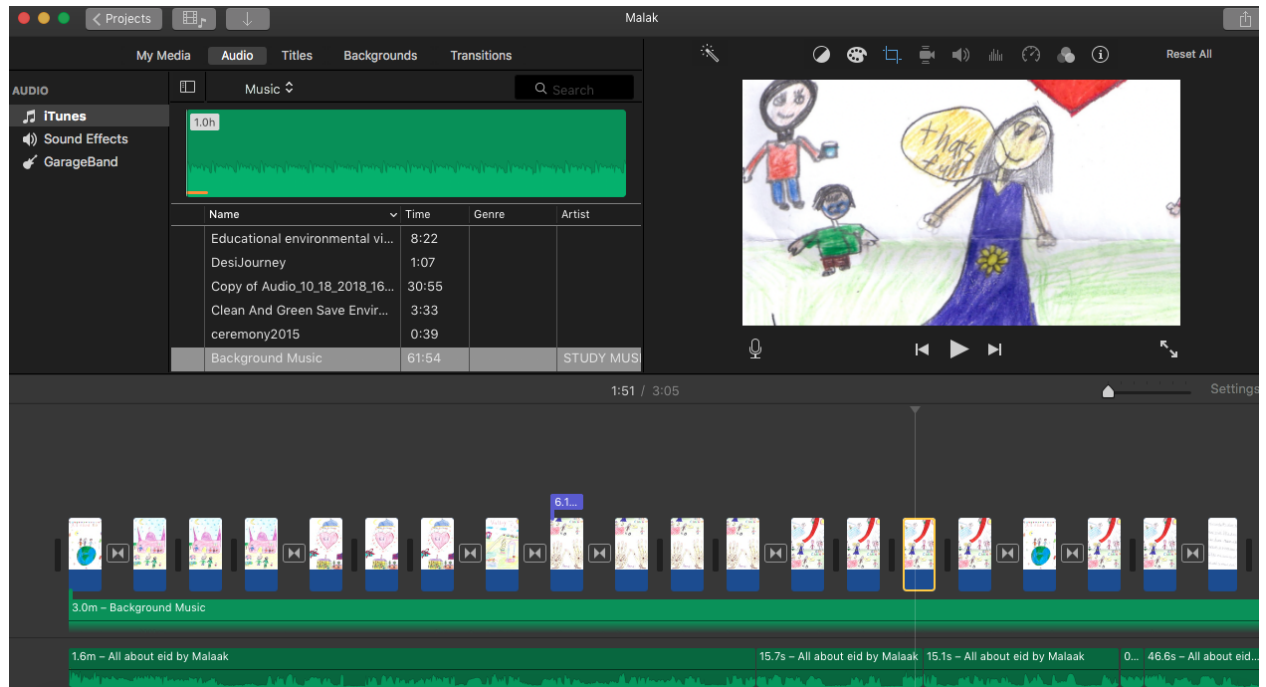 Projects
Malak
My Media Audio Titles Backgrounds Transitions
Reset All
AUDIO
iTunes
Sound Effects
GarageBand
Music
Search
1.0h
Name Time Genre Artist
Educational environmental vi... 8:22
DesiJourney 1:07
Copy of Audio_10_18_2018_16... 30:55
Clean And Green Save Envir... 3:33
ceremony2015 0:39
Background Music 61:54 STUDY MUS
thats
fun!
1:51 / 3:05
Settings
6.1...
3.0m – Background Music
1.6m – All about eid by Malaak
15.7s – All about eid by Malaak
15.1s – All about eid by Malaak
0...
46.6s – All about eid...